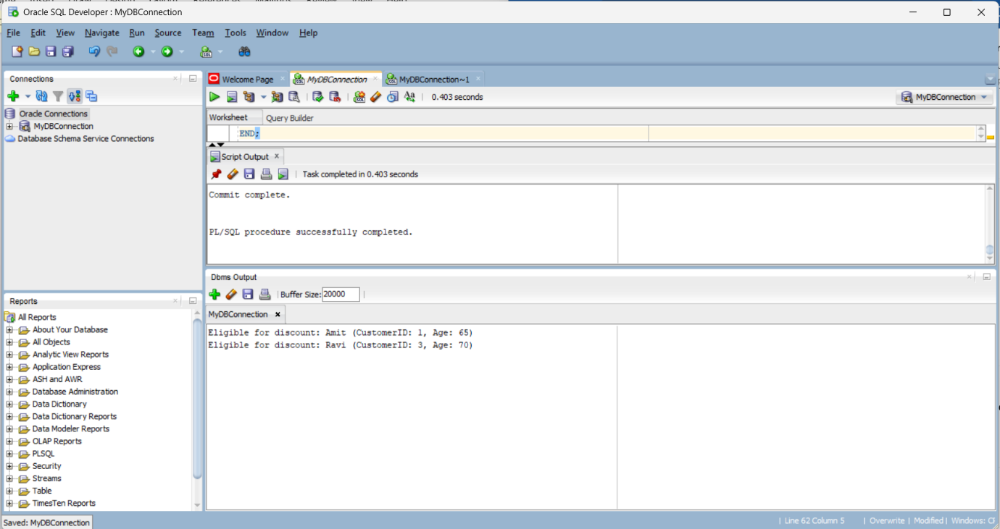 Oracle SQL Developer : MyDBConnection
File Edit View Navigate Run Source Team Tools Window Help
Connections
Oracle Connections
MyDBConnection
Database Schema Service Connections
Welcome Page MyDBConnection MyDBConnection~1
0.403 seconds MyDBConnection
Worksheet Query Builder
END;
Script Output
Task completed in 0.403 seconds
Commit complete.
PL/SQL procedure successfully completed.
Dbms Output
Buffer Size: 20000
MyDBConnection
Eligible for discount: Amit (CustomerID: 1, Age: 65)
Eligible for discount: Ravi (CustomerID: 3, Age: 70)
Reports
All Reports
About Your Database
All Objects
Analytic View Reports
Application Express
ASH and AWR
Database Administration
Data Dictionary
Data Dictionary Reports
Data Modeler Reports
OLAP Reports
PLSQL
Security
Streams
Table
TimesTen Reports
Saved: MyDBConnection
| Line 62 Column 5 | Overwrite | Modified | Windows: CF